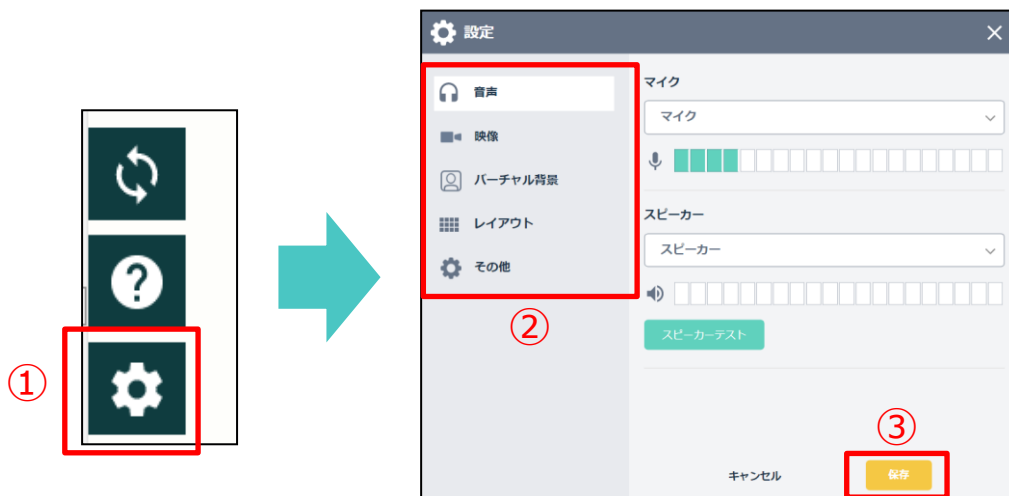 ①
設定
音声
映像
バーチャル背景
レイアウト
その他
②
マイク
マイク
スピーカー
スピーカー
スピーカーテスト
③
キャンセル
保存